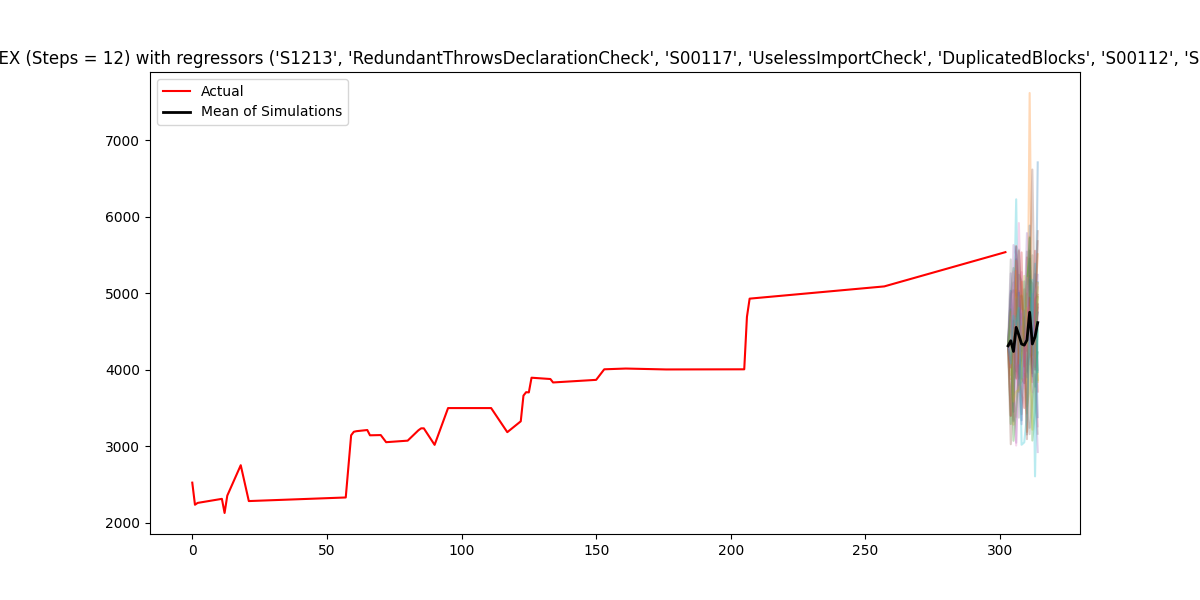 EX (Steps = 12) with regressors ('S1213', 'RedundantThrowsDeclarationCheck', 'S00117', 'UselessImportCheck', 'DuplicatedBlocks', 'S00112', 'S
Actual
Mean of Simulations
7000
6000
5000
4000
3000
2000
0 50 100 150 200 250 300